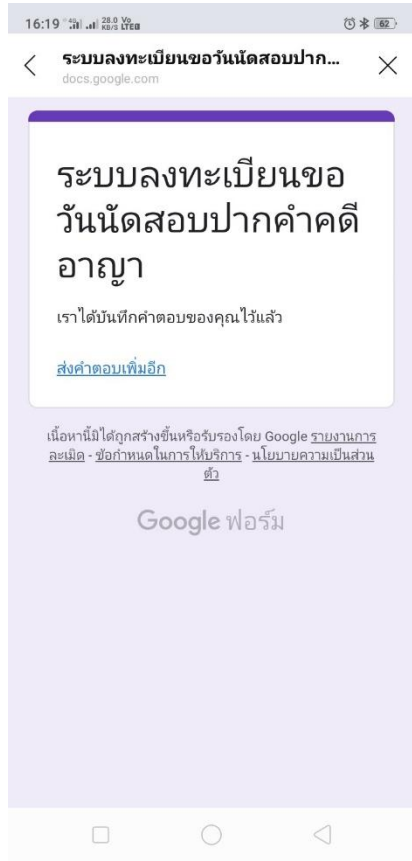 16:19 4G 28.0 KB/S Vo LTE 62
ระบบลงทะเบียนขอวันนัดสอบปาก...
docs.google.com
ระบบลงทะเบียนขอ
วันนัดสอบปากคำคดี
อาญา
เราได้บันทึกคำตอบของคุณไว้แล้ว
ส่งคำตอบเพิ่มอีก
เนื้อหานี้มิได้ถูกสร้างขึ้นหรือรับรองโดย Google รายงานการ
ละเมิด - ข้อกำหนดในการให้บริการ - นโยบายความเป็นส่วน
ตัว
Google ฟอร์ม